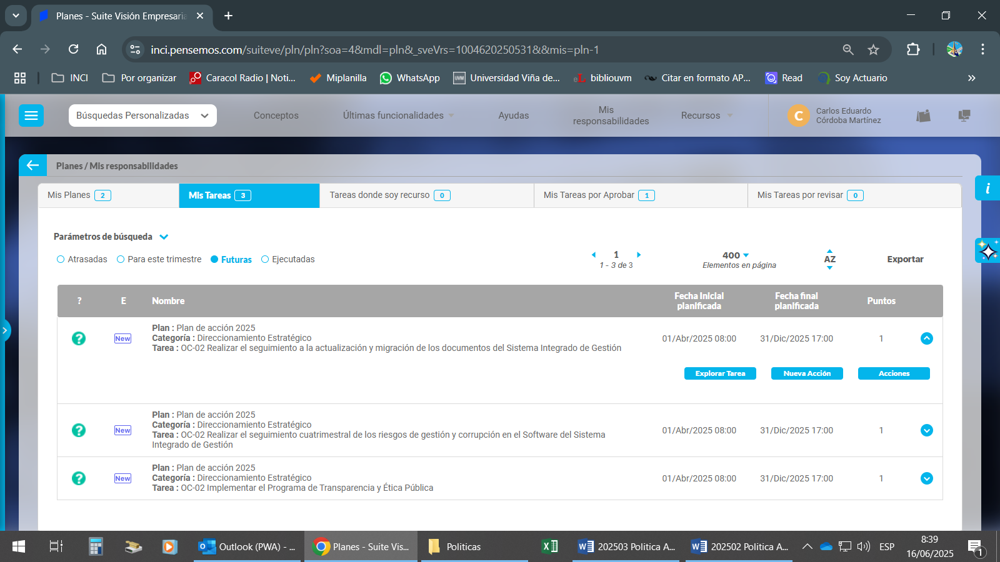 Planes - Suite Visión Empresaria
inci.pensemos.com/suiteve/pln/pln?soa=4&mdl=pln&_sveVrs=1004620250531&&mis=pln-1
INCI
Por organizar
Caracol Radio | Noti...
Miplanilla
WhatsApp
UVM
Universidad Viña de...
eL
bibliouvm
Citar en formato AP...
Read
Soy Actuario
»
Búsquedas Personalizadas
Conceptos
Últimas funcionalidades
Ayudas
Mis
responsabilidades
Recursos
C
Carlos Eduardo
Córdoba Martínez
Planes / Mis responsabilidades
i
Mis Planes 2
Mis Tareas 3
Tareas donde soy recurso 0
Mis Tareas por Aprobar 1
Mis Tareas por revisar 0
Parámetros de búsqueda
Atrasadas
Para este trimestre
Futuras
Ejecutadas
1
1 - 3 de 3
400
Elementos en página
AZ
Exportar
? E Nombre
Fecha inicial
planificada
Fecha final
planificada
Puntos
? New
Plan : Plan de acción 2025
Categoría : Direccionamiento Estratégico
Tarea : OC-02 Realizar el seguimiento a la actualización y migración de los documentos del Sistema Integrado de Gestión
01/Abr/2025 08:00 31/Dic/2025 17:00 1
Explorar Tarea Nueva Acción Acciones
? New
Plan : Plan de acción 2025
Categoría : Direccionamiento Estratégico
Tarea : OC-02 Realizar el seguimiento cuatrimestral de los riesgos de gestión y corrupción en el Software del Sistema
Integrado de Gestión
01/Abr/2025 08:00 31/Dic/2025 17:00 1
? New
Plan : Plan de acción 2025
Categoría : Direccionamiento Estratégico
Tarea : OC-02 Implementar el Programa de Transparencia y Ética Pública
01/Abr/2025 08:00 31/Dic/2025 17:00 1
Outlook (PWA) - ...
Planes - Suite Vis...
Politicas
202503 Politica A...
202502 Politica A...
ESP
8:39
16/06/2025
1